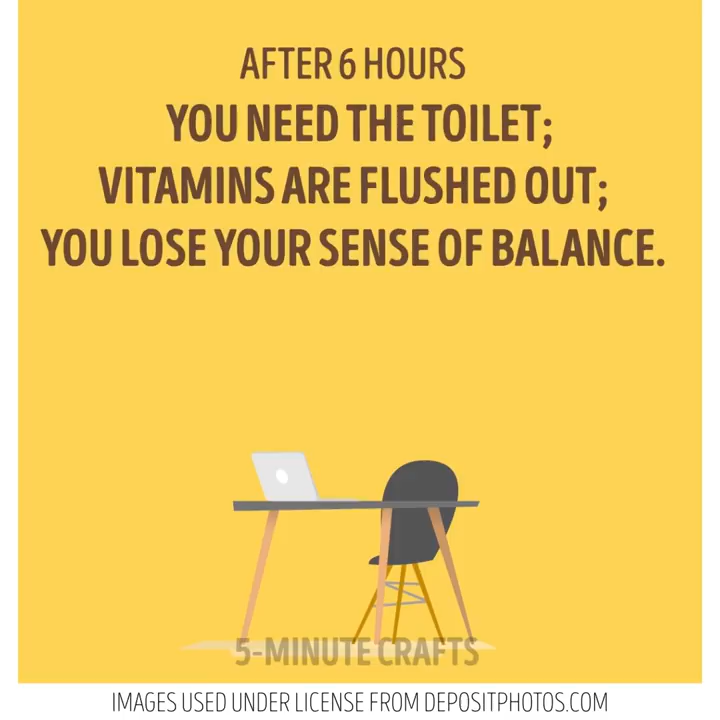 AFTER 6 HOURS
YOU NEED THE TOILET;
VITAMINS ARE FLUSHED OUT;
YOU LOSE YOUR SENSE OF BALANCE.
5-MINUTE CRAFTS
IMAGES USED UNDER LICENSE FROM DEPOSITPHOTOS.COM